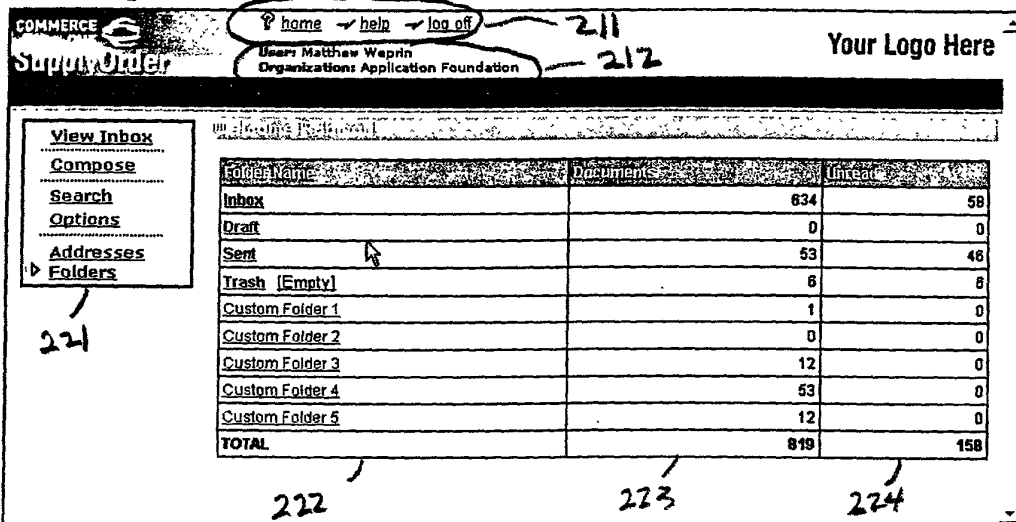 home help log off 211
COMMERCE
SupplyOrder
User: Matthew Weprin
Organization: Application Foundation
212
Your Logo Here
View Inbox
Compose
Search
Options
Addresses
Folders
221
Folder Name Documents Unread
Inbox 634 58
Draft 0 0
Sent 53 46
Trash [Empty] 6 6
Custom Folder 1 1 0
Custom Folder 2 0 0
Custom Folder 3 12 0
Custom Folder 4 53 0
Custom Folder 5 12 0
TOTAL 819 158
222 223 224